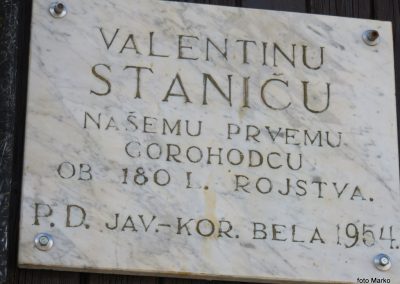 VALENTINU
STANIČU
NAŠEMU PRVEMU
GOROHODCU
OB 180 L. ROJSTVA.
P.D. JAV.-KOR. BELA 1954.
foto Marko